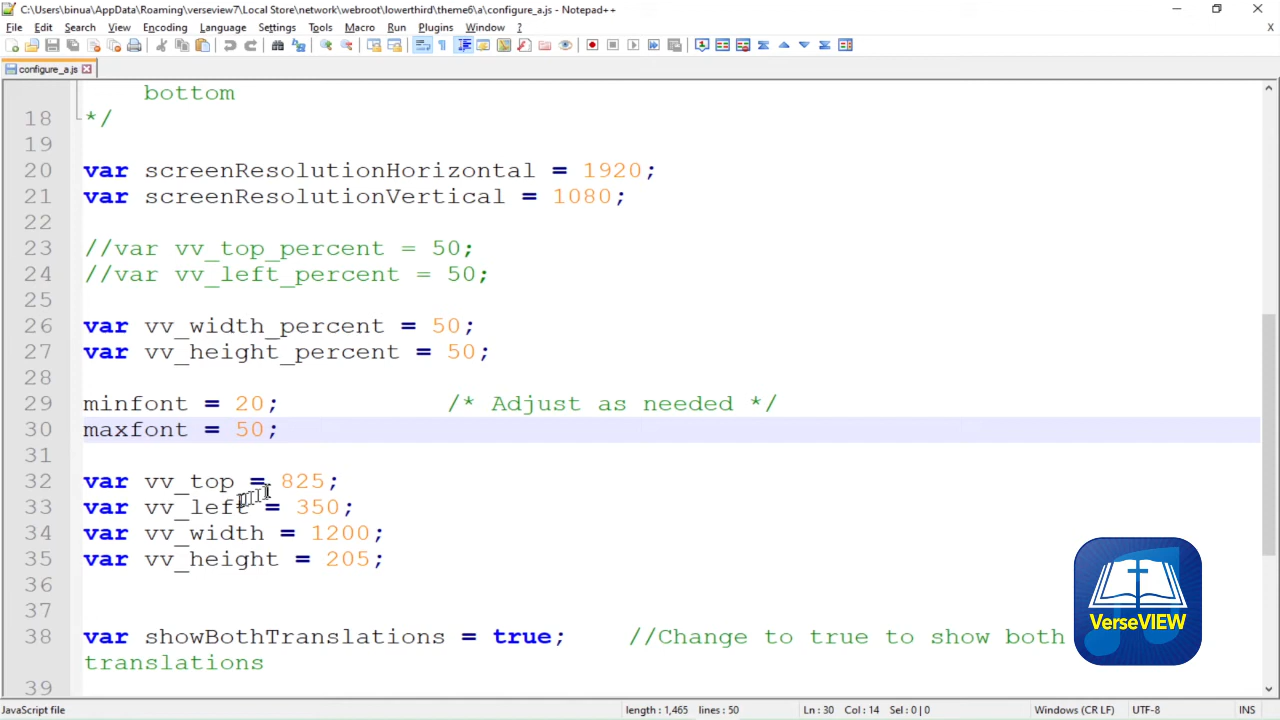 C:\Users\binua\AppData\Roaming\verseview7\Local Store\network\webroot\lowerthird\theme6\a\configure_a.js - Notepad++
File Edit Search View Encoding Language Settings Tools Macro Run Plugins Window ? X
configure_a.js
bottom
18 */
19
20 var screenResolutionHorizontal = 1920;
21 var screenResolutionVertical = 1080;
22
23 //var vv_top_percent = 50;
24 //var vv_left_percent = 50;
25
26 var vv_width_percent = 50;
27 var vv_height_percent = 50;
28
29 minfont = 20; /* Adjust as needed */
30 maxfont = 50;
31
32 var vv_top = 825;
33 var vv_left = 350;
34 var vv_width = 1200;
35 var vv_height = 205;
36
37
38 var showBothTranslations = true; //Change to true to show both
translations
39
VerseVIEW
JavaScript file length : 1,465 lines : 50 Ln : 30 Col : 14 Sel : 0 | 0 Windows (CR LF) UTF-8 INS